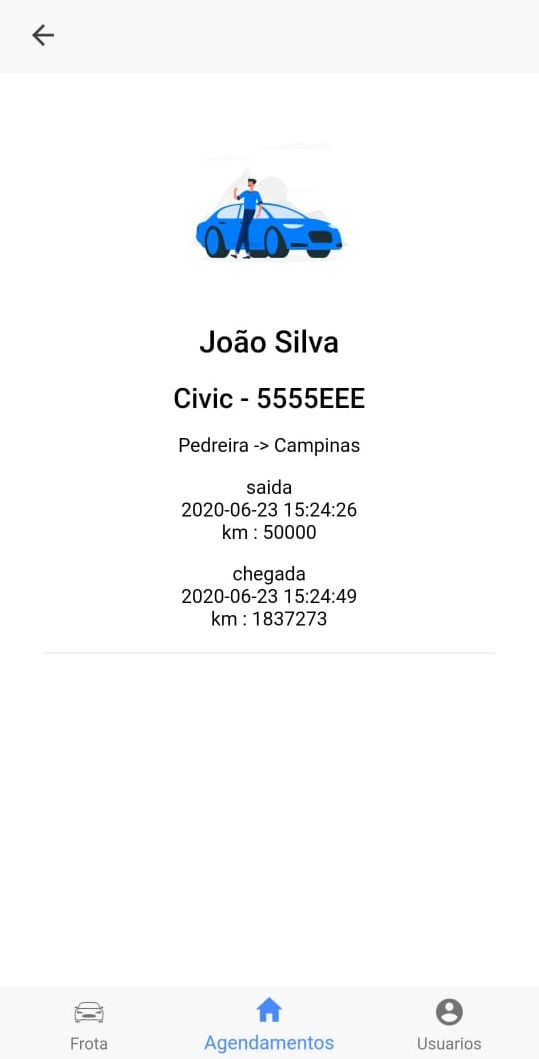 João Silva
Civic - 5555EEE
Pedreira -> Campinas
saida
2020-06-23 15:24:26
km : 50000
chegada
2020-06-23 15:24:49
km : 1837273
Frota
Agendamentos
Usuarios